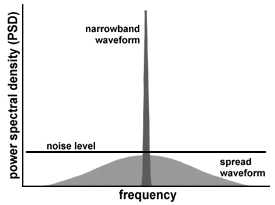 power spectral density (PSD)
narrowband
waveform
noise level
spread
waveform
frequency